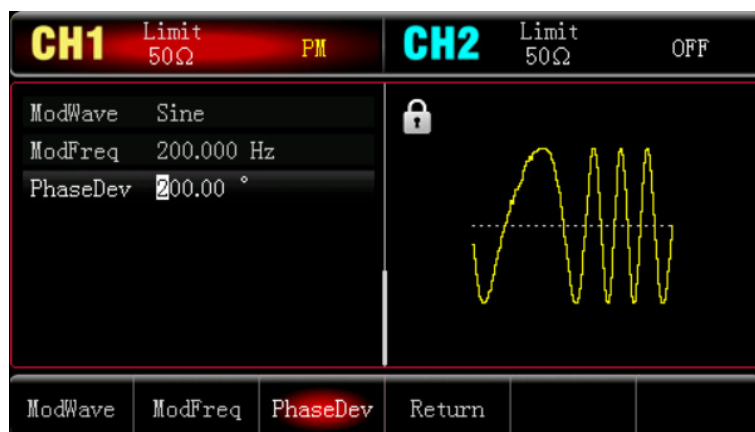 CH1 Limit 50Ω PM CH2 Limit 50Ω OFF
ModWave Sine
ModFreq 200.000 Hz
PhaseDev 200.00 °
ModWave ModFreq PhaseDev Return